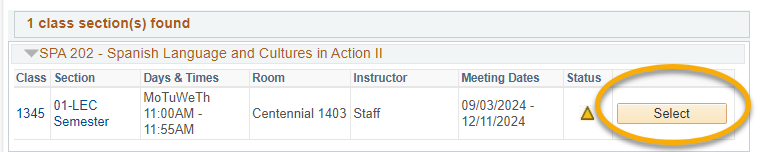 1 class section(s) found
SPA 202 - Spanish Language and Cultures in Action II
Class Section Days & Times Room Instructor Meeting Dates Status
1345 01-LEC Semester MoTuWeTh 11:00AM - 11:55AM Centennial 1403 Staff 09/03/2024 - 12/11/2024 Select